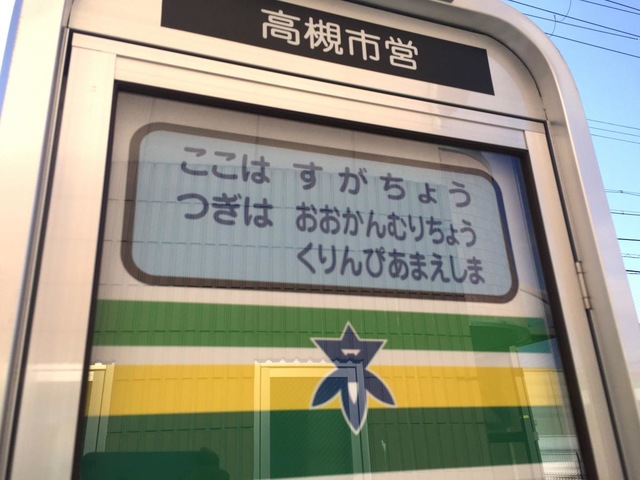 高槻市営
ここは すがちょう
つぎは おおかんむりちょう
くりんぴあまえしま